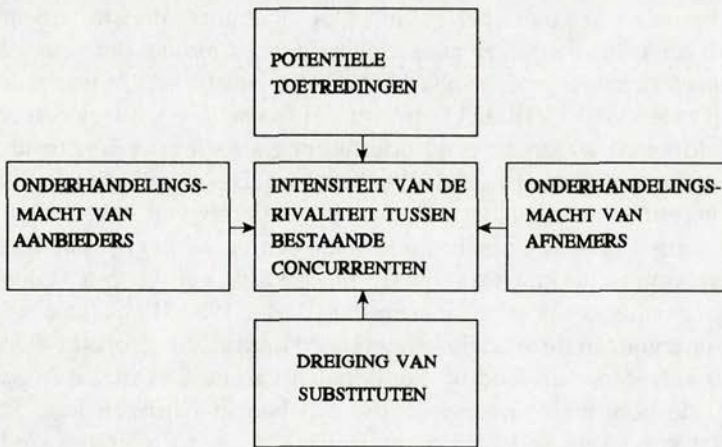 POTENTIELE
TOETREDINGEN
ONDERHANDELINGS-
MACHT VAN
AANBIEDERS
INTENSITEIT VAN DE
RIVALITEIT TUSSEN
BESTAANDE
CONCURRENTEN
ONDERHANDELINGS-
MACHT VAN
AFNEMERS
DREIGING VAN
SUBSTITUTEN